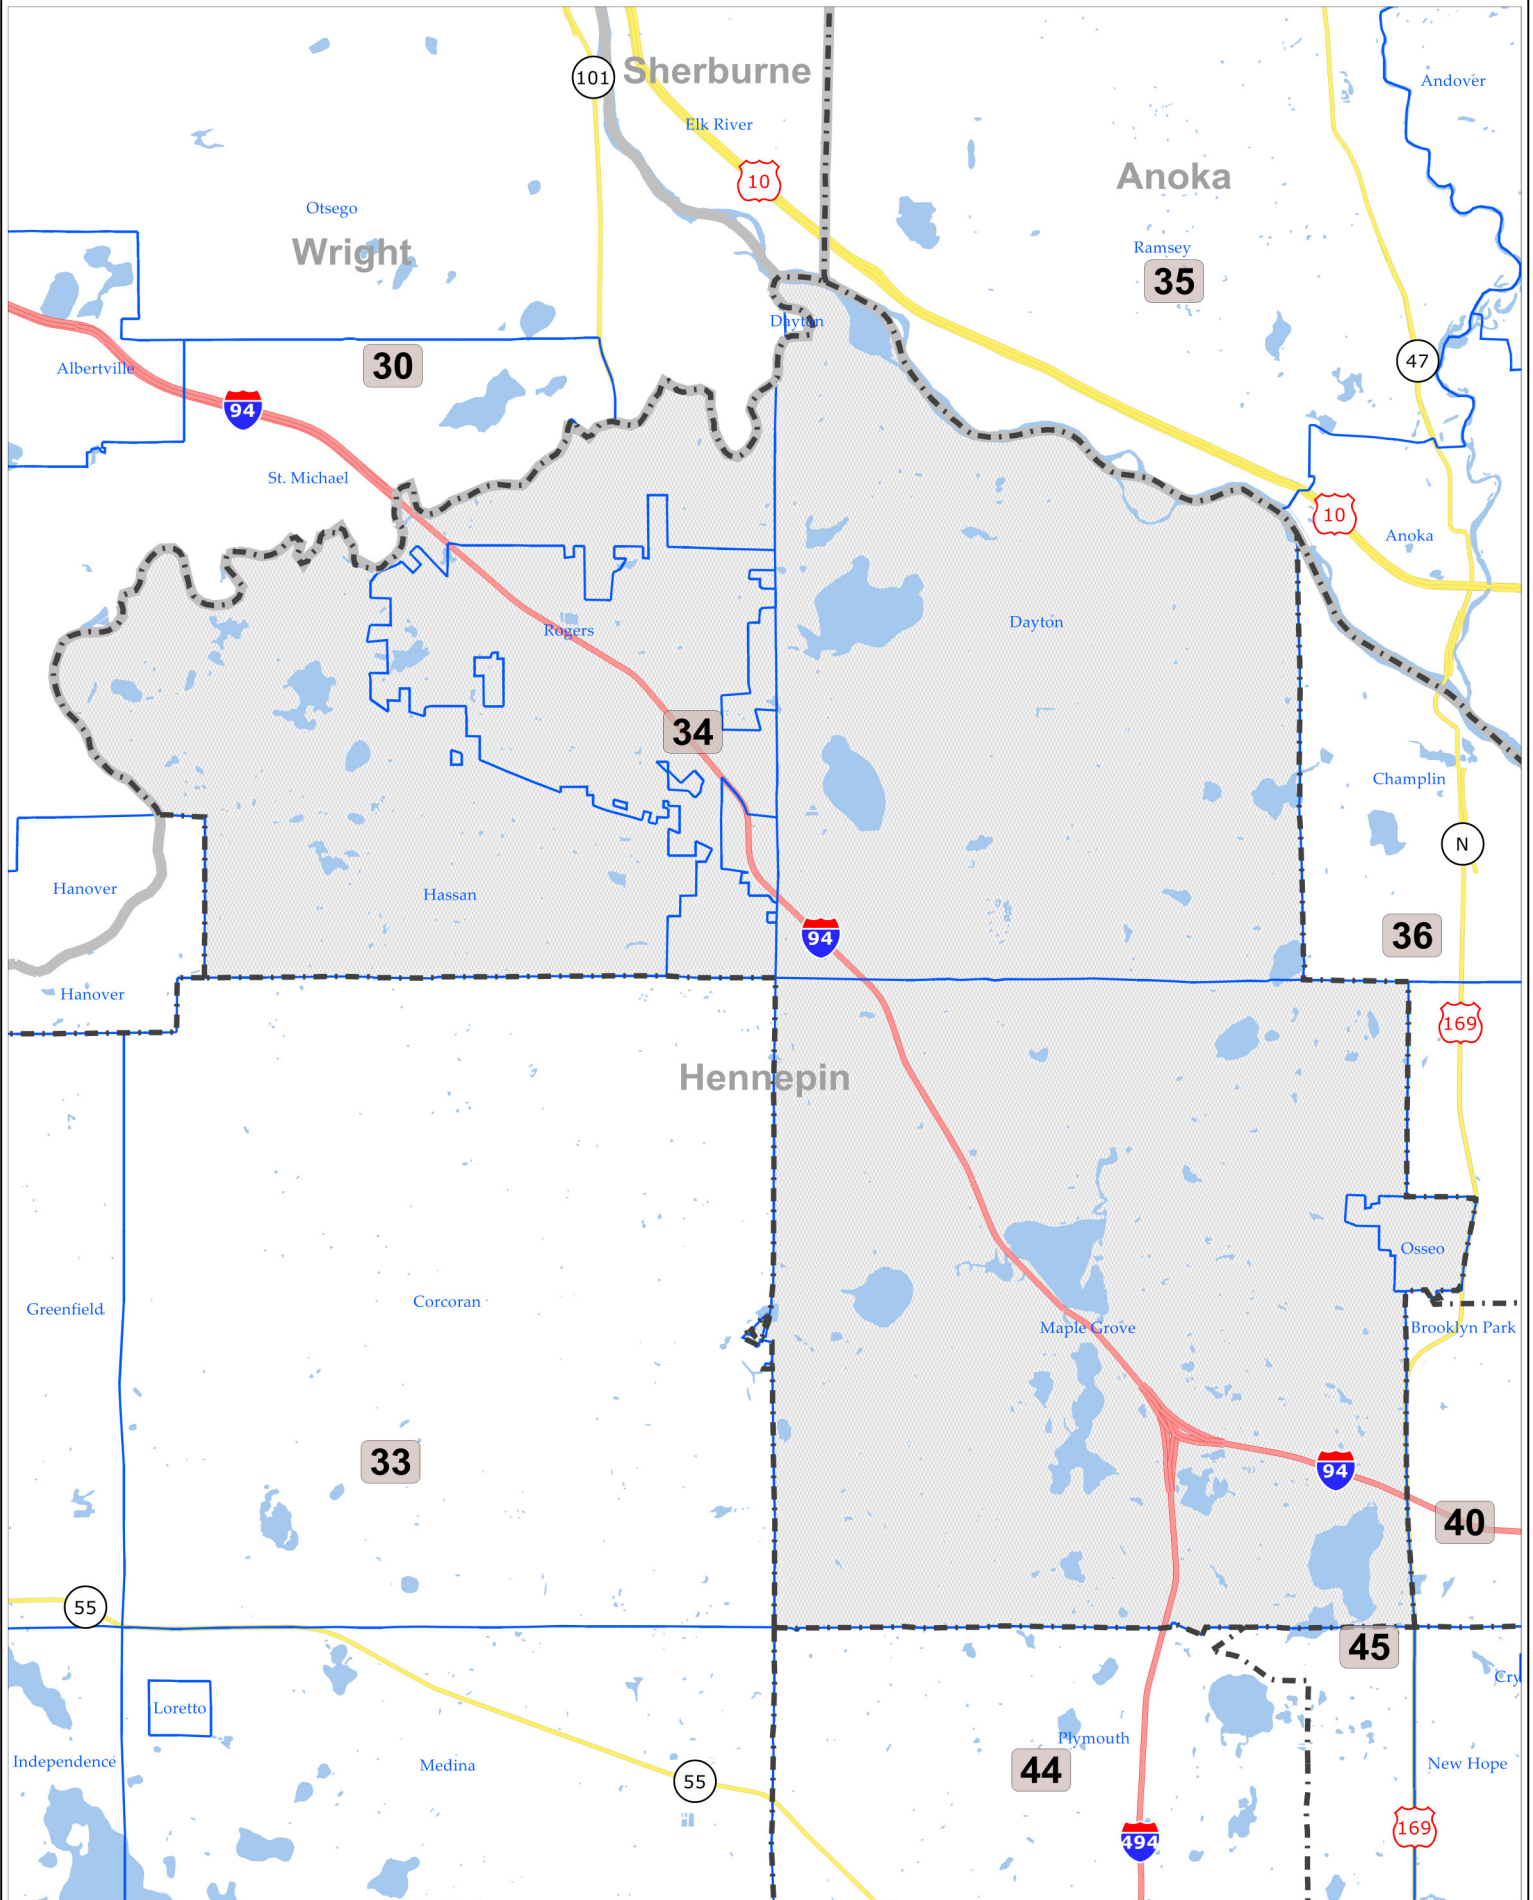 101
Sherburne
Andover
Elk River
10
Anoka
Otsego
Wright
Ramsey
35
Dayton
Albertville
30
47
94
St. Michael
10
Anoka
Rogers
Dayton
34
Champlin
N
Hanover
Hassan
94
36
Hanover
169
Hennepin
Osseo
Greenfield
Corcoran
Maple Grove
Brooklyn Park
33
94
40
55
45
Cry
Loretto
Plymouth
Independence
Medina
44
New Hope
55
169
494